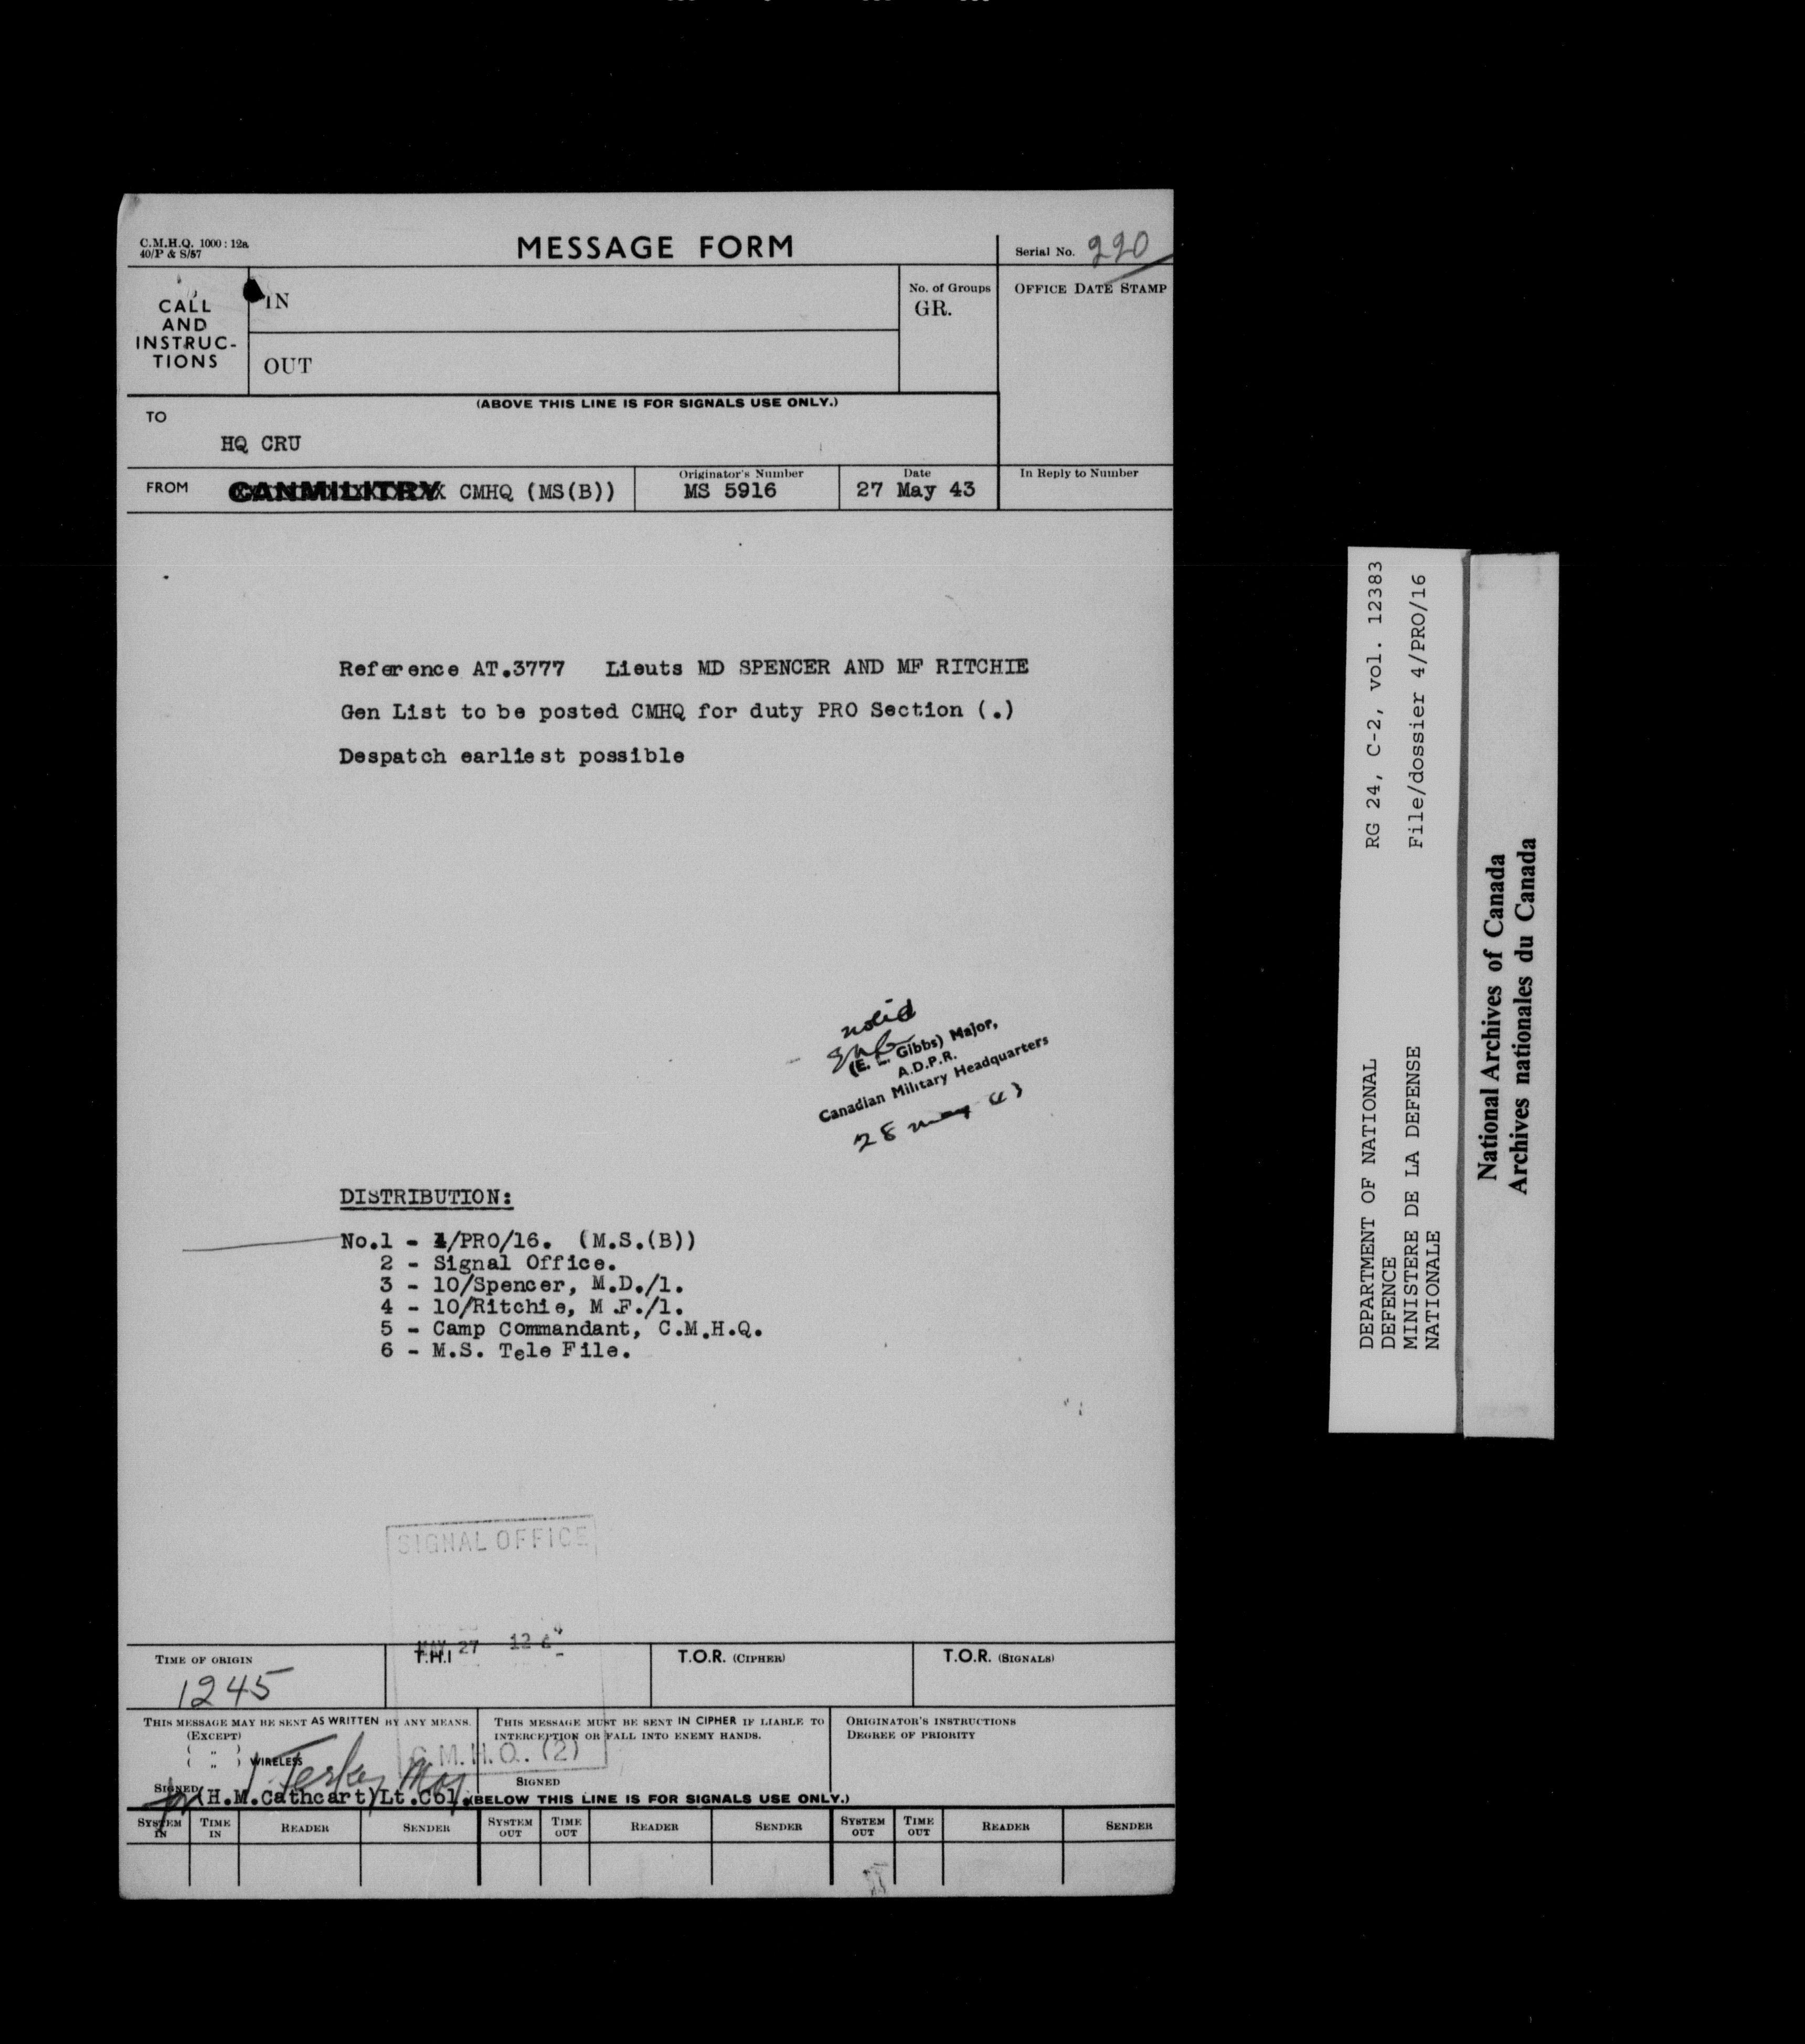 C.M.H.Q. 1000 : 12a
40/P & S/57
MESSAGE FORM
Serial No. 220
CALL
AND
INSTRUC-
TIONS
IN
OUT
No. of Groups
GR.
OFFICE DATE STAMP
(ABOVE THIS LINE IS FOR SIGNALS USE ONLY.)
TO
HQ CRU
FROM
CANMILITRY CMHQ (MS(B))
Originator's Number
MS 5916
Date
27 May 43
In Reply to Number
Reference AT.3777 Lieuts MD SPENCER AND MF RITCHIE
Gen List to be posted CMHQ for duty PRO Section (.)
Despatch earliest possible
(E. L. Gibbs) Major,
A.D.P.R.
Canadian Military Headquarters
28 May 43
DISTRIBUTION:
No.1 - 4/PRO/16. (M.S.(B))
2 - Signal Office.
3 - 10/Spencer, M.D./1.
4 - 10/Ritchie, M.F./1.
5 - Camp Commandant, C.M.H.Q.
6 - M.S. Tele File.
SIGNAL OFFICE
MAY 27
C.M.H.Q. (2)
TIME OF ORIGIN
1245
T.H.I
T.O.R. (CIPHER)
T.O.R. (SIGNALS)
THIS MESSAGE MAY BE SENT AS WRITTEN BY ANY MEANS.
(EXCEPT)
( „ )
( „ ) WIRELESS
SIGNED
for (H.M.Cathcart)Lt.Col.
THIS MESSAGE MUST BE SENT IN CIPHER IF LIABLE TO
INTERCEPTION OR FALL INTO ENEMY HANDS.
SIGNED
ORIGINATOR'S INSTRUCTIONS
DEGREE OF PRIORITY
(BELOW THIS LINE IS FOR SIGNALS USE ONLY.)
SYSTEM IN
TIME IN
READER
SENDER
SYSTEM OUT
TIME OUT
READER
SENDER
SYSTEM OUT
TIME OUT
READER
SENDER
DEPARTMENT OF NATIONAL
DEFENCE
MINISTERE DE LA DEFENSE
NATIONALE
RG 24, C-2, vol. 12383
File/dossier 4/PRO/16
National Archives of Canada
Archives nationales du Canada